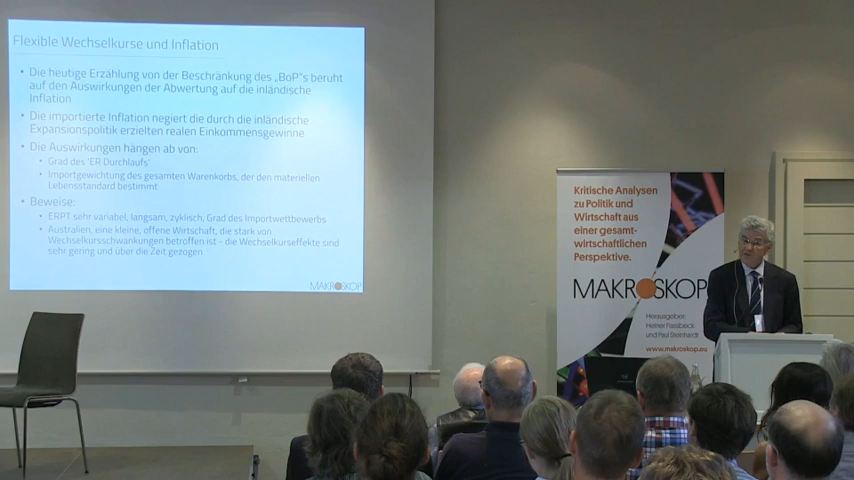 Flexible Wechselkurse und Inflation
• Die heutige Erzählung von der Beschränkung des „BoP"s beruht
auf den Auswirkungen der Abwertung auf die inländische
Inflation
• Die importierte Inflation negiert die durch die inländische
Expansionspolitik erzielten realen Einkommensgewinne
• Die Auswirkungen hängen ab von:
• Grad des 'ER Durchlaufs'
• Importgewichtung des gesamten Warenkorbs, der den materiellen
Lebensstandard bestimmt
• Beweise:
• ERPT sehr variabel, langsam, zyklisch, Grad des Importwettbewerbs
• Australien, eine kleine, offene Wirtschaft, die stark von
Wechselkursschwankungen betroffen ist - die Wechselkurseffekte sind
sehr gering und über die Zeit gezogen
MAKROSKOP
Kritische Analysen
zu Politik und
Wirtschaft aus
einer gesamt-
wirtschaftlichen
Perspektive.
MAKROSKOP
Herausgeber:
Heiner Flassbeck
und Paul Steinhardt
www.makroskop.eu